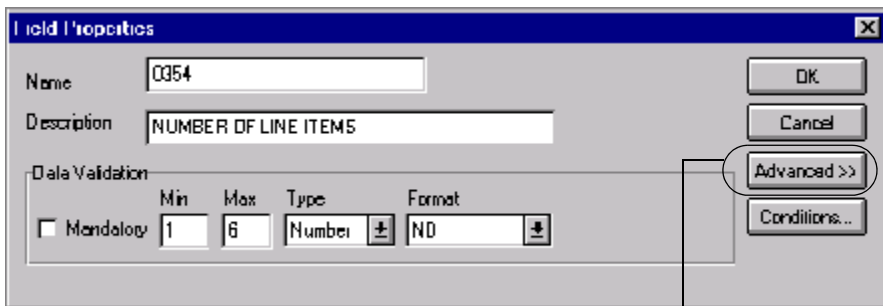 Field Properties
Name 0354 OK
Description NUMBER OF LINE ITEMS Cancel
Data Validation Advanced >>
Min Max Type Format Conditions...
Mandatory 1 6 Number N0